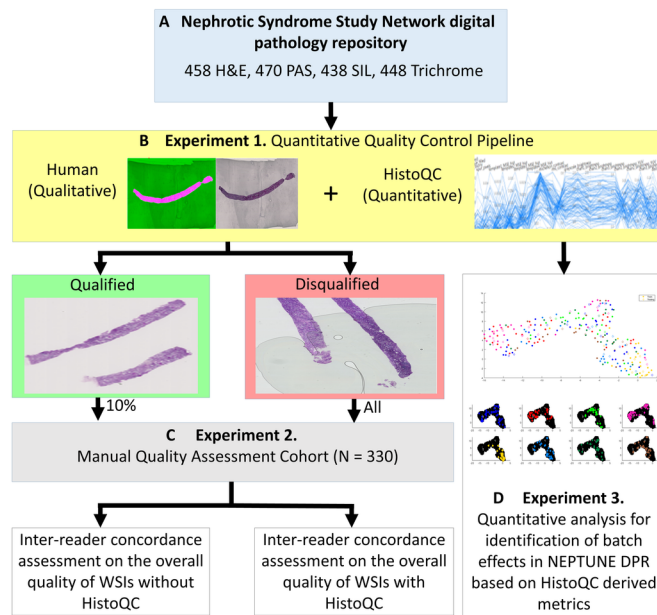 A Nephrotic Syndrome Study Network digital
pathology repository
458 H&E, 470 PAS, 438 SIL, 448 Trichrome
B Experiment 1. Quantitative Quality Control Pipeline
Human
(Qualitative)
+
HistoQC
(Quantitative)
Qualified
Disqualified
10%
All
C Experiment 2.
Manual Quality Assessment Cohort (N = 330)
Inter-reader concordance
assessment on the overall
quality of WSIs without
HistoQC
Inter-reader concordance
assessment on the overall
quality of WSIs with
HistoQC
D Experiment 3.
Quantitative analysis for
identification of batch
effects in NEPTUNE DPR
based on HistoQC derived
metrics